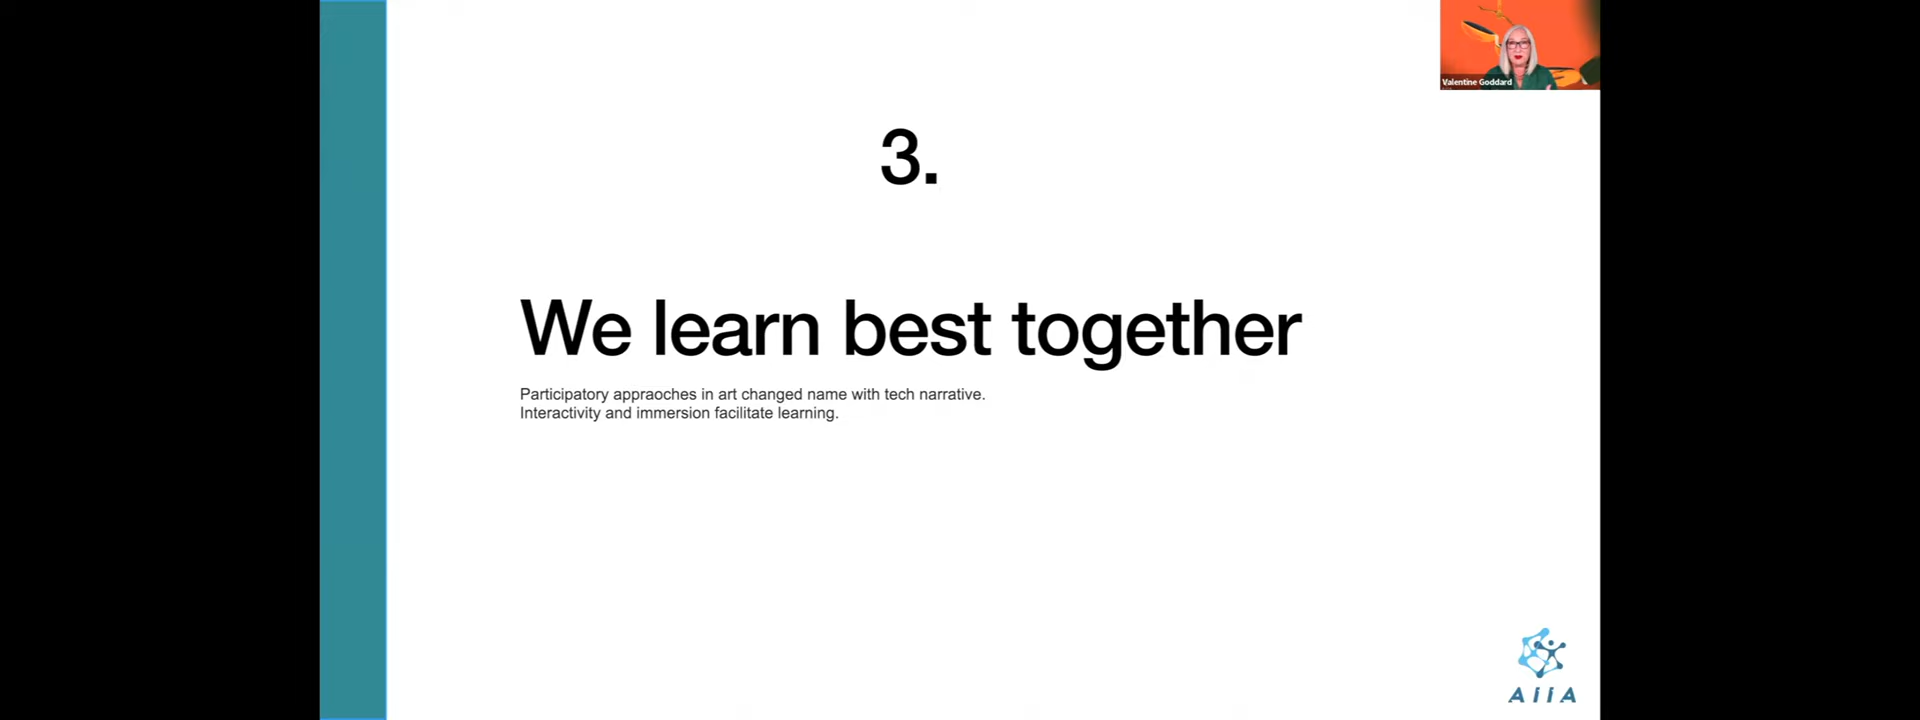 Valentine Goddard
3.
We learn best together
Participatory appraoches in art changed name with tech narrative.
Interactivity and immersion facilitate learning.
AiiA